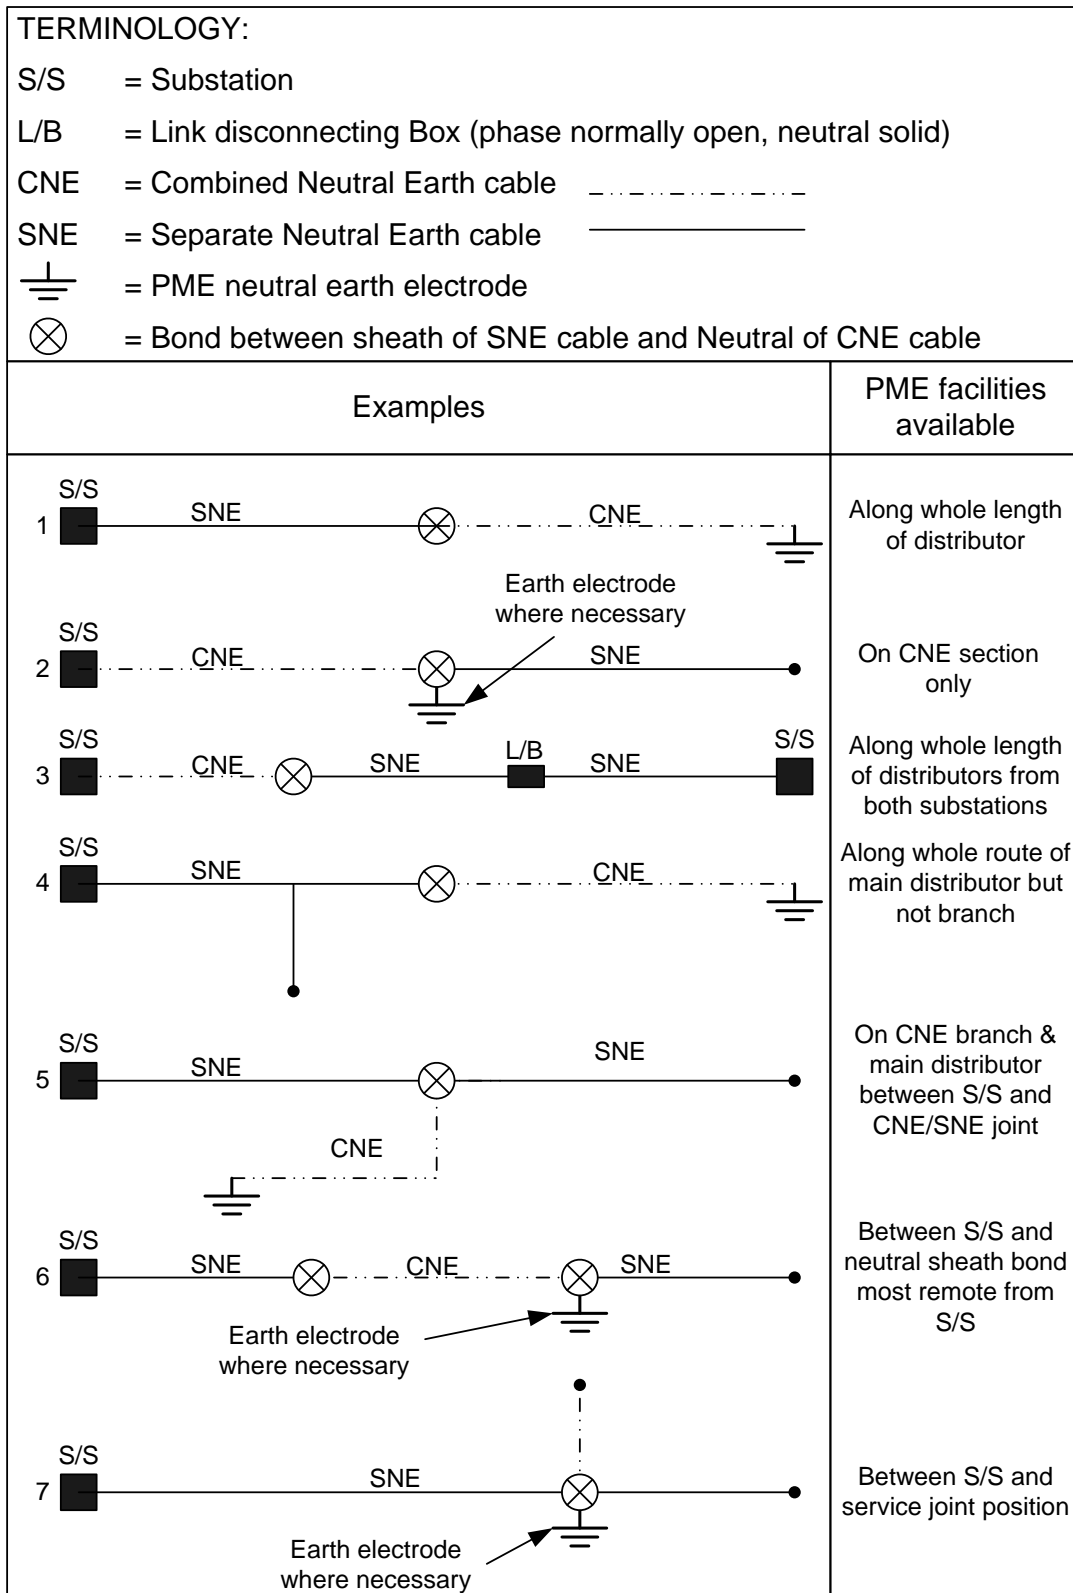 TERMINOLOGY:
S/S = Substation
L/B = Link disconnecting Box (phase normally open, neutral solid)
CNE = Combined Neutral Earth cable
SNE = Separate Neutral Earth cable
= PME neutral earth electrode
= Bond between sheath of SNE cable and Neutral of CNE cable
Examples
PME facilities
available
S/S
1
SNE
CNE
Along whole length
of distributor
Earth electrode
where necessary
S/S
2
CNE
SNE
On CNE section
only
S/S
3
CNE
SNE
L/B
SNE
S/S
Along whole length
of distributors from
both substations
S/S
4
SNE
CNE
Along whole route of
main distributor but
not branch
S/S
5
SNE
SNE
CNE
On CNE branch &
main distributor
between S/S and
CNE/SNE joint
S/S
6
SNE
CNE
SNE
Earth electrode
where necessary
Between S/S and
neutral sheath bond
most remote from
S/S
S/S
7
SNE
Earth electrode
where necessary
Between S/S and
service joint position